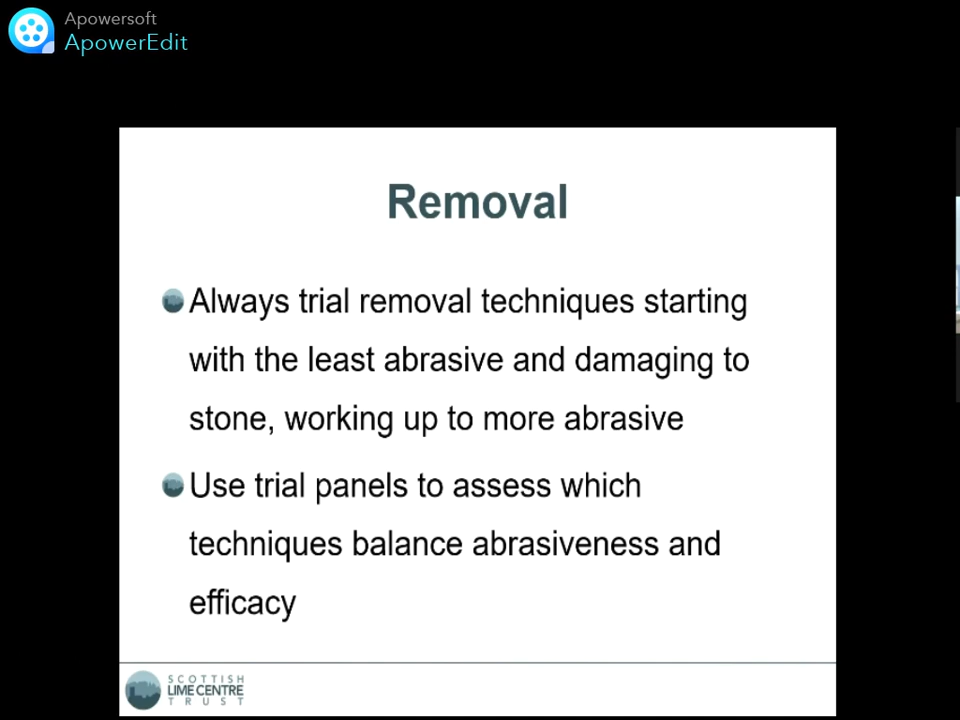 Apowersoft
ApowerEdit
Removal
Always trial removal techniques starting
with the least abrasive and damaging to
stone, working up to more abrasive
Use trial panels to assess which
techniques balance abrasiveness and
efficacy
SCOTTISH
LIME CENTRE
TRUST